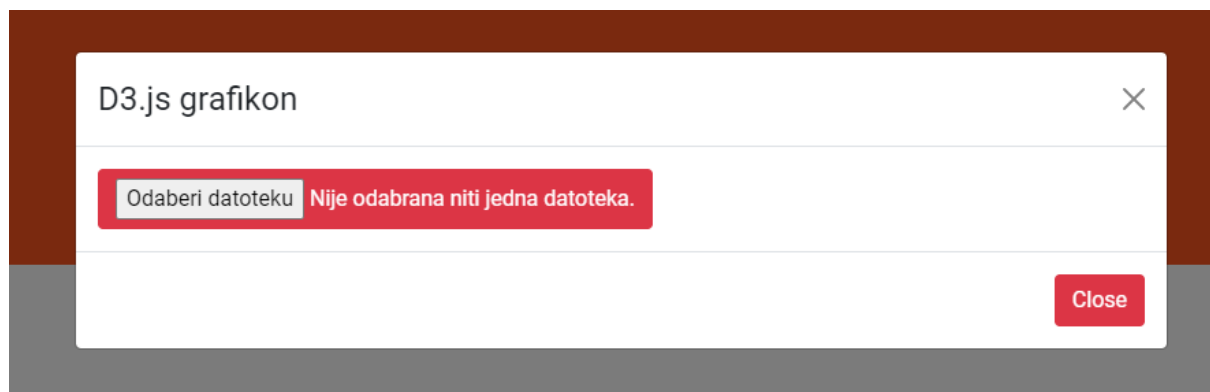 D3.js grafikon
Odaberi datoteku Nije odabrana niti jedna datoteka.
Close